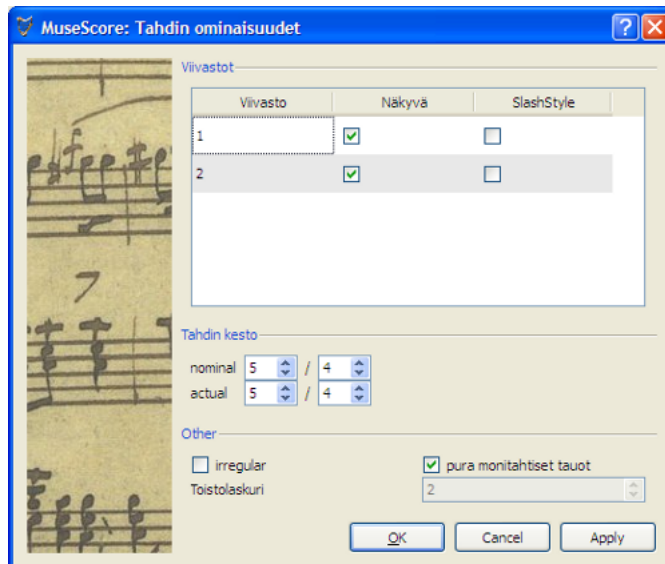 MuseScore: Tahdin ominaisuudet
Viivastot
Viivasto Näkyvä SlashStyle
1
2
Tahdin kesto
nominal 5 / 4
actual 5 / 4
Other
irregular pura monitahtiset tauot
Toistolaskuri 2
OK Cancel Apply